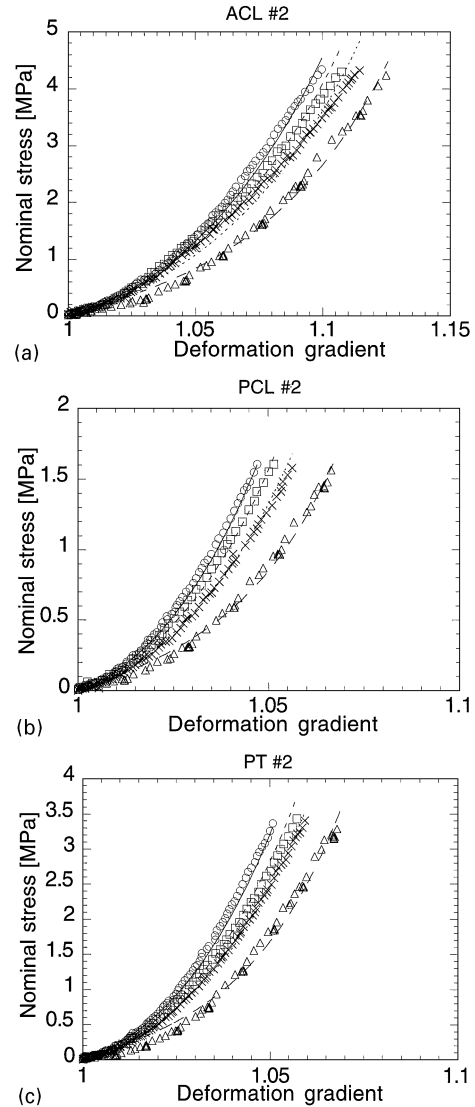 ACL #2
5
4
3
2
1
0
Nominal stress [MPa]
1
1.05
1.1
1.15
Deformation gradient
(a)
PCL #2
2
1.5
1
0.5
0
Nominal stress [MPa]
1
1.05
1.1
Deformation gradient
(b)
PT #2
4
3.5
3
2.5
2
1.5
1
0.5
0
Nominal stress [MPa]
1
1.05
1.1
Deformation gradient
(c)